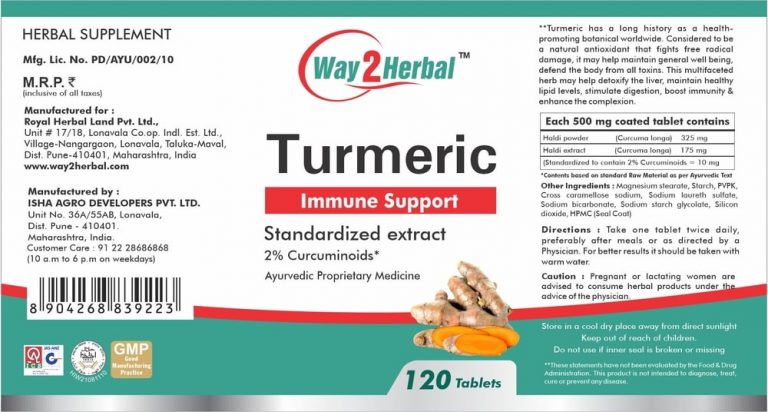 HERBAL SUPPLEMENT
Mfg. Lic. No. PD/AYU/002/10
M.R.P. ₹
(inclusive of all taxes)
Manufactured for :
Royal Herbal Land Pvt. Ltd.,
Unit # 17/18, Lonavala Co.op. Indl. Est. Ltd.,
Village-Nangargaon, Lonavala, Taluka-Maval,
Dist. Pune-410401, Maharashtra, India
www.way2herbal.com
Manufactured by :
ISHA AGRO DEVELOPERS PVT. LTD.
Unit No. 36A/55AB, Lonavala,
Dist. Pune - 410401.
Maharashtra, India.
Customer Care : 91 22 28686868
(10 a.m to 6 p.m on weekdays)
8 904268 839223
GMP
Good
Manufacturing
Practice
Way2Herbal™
Turmeric
Immune Support
Standardized extract
2% Curcuminoids*
Ayurvedic Proprietary Medicine
120 Tablets
**Turmeric has a long history as a health-
promoting botanical worldwide. Considered to be
a natural antioxidant that fights free radical
damage, it may help maintain general well being,
defend the body from all toxins. This multifaceted
herb may help detoxify the liver, maintain healthy
lipid levels, stimulate digestion, boost immunity &
enhance the complexion.
Each 500 mg coated tablet contains
Haldi powder (Curcuma longa) 325 mg
Haldi extract (Curcuma longa) 175 mg
(Standardized to contain 2% Curcuminoids = 10 mg
*Contents based on standard Raw Material as per Ayurvedic Text
Other Ingredients : Magnesium stearate, Starch, PVPK,
Cross caramellose sodium, Sodium laureth sulfate,
Sodium bicarbonate, Sodium starch glycolate, Silicon
dioxide, HPMC (Seal Coat)
Directions : Take one tablet twice daily,
preferably after meals or as directed by a
Physician. For better results it should be taken with
warm water.
Caution : Pregnant or lactating women are
advised to consume herbal products under the
advice of the physician.
Store in a cool dry place away from direct sunlight
Keep out of reach of children.
Do not use if inner seal is broken or missing
**These statements have not been evaluated by the Food & Drug
Administration. This product is not intended to diagnose, treat,
cure or prevent any disease.